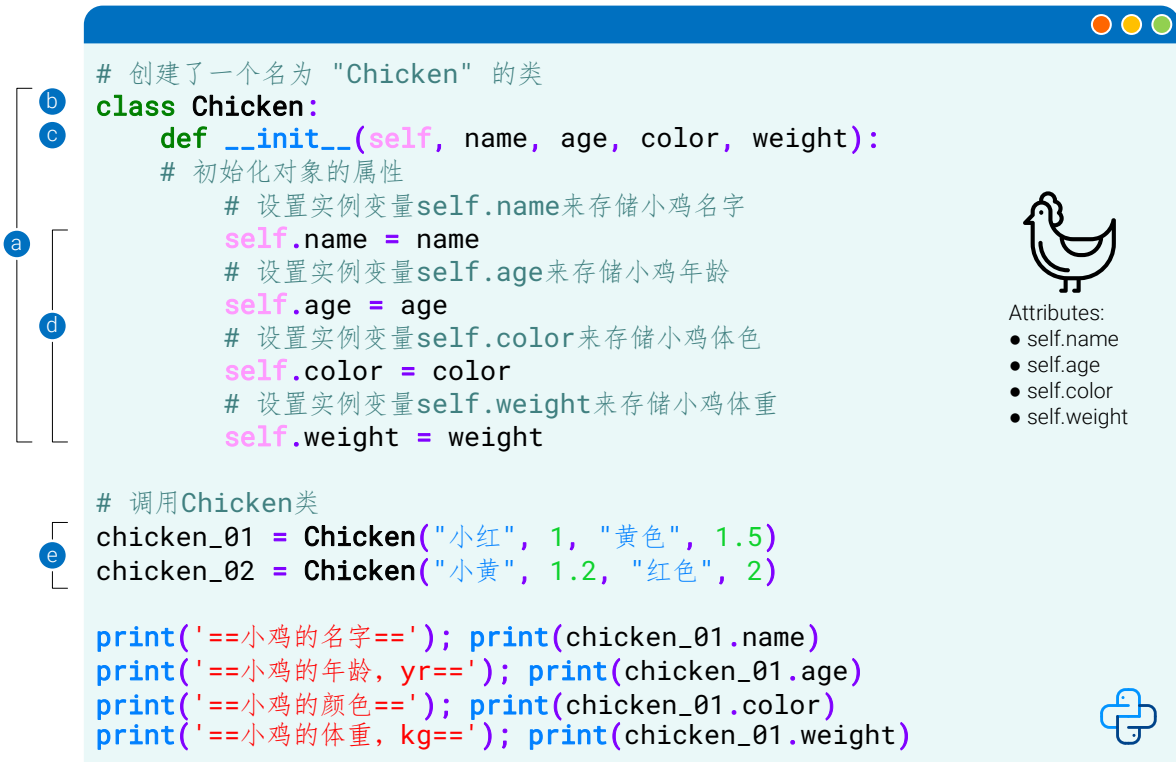 # 创建了一个名为 "Chicken" 的类
b
class Chicken:
c
def __init__(self, name, age, color, weight):
# 初始化对象的属性
# 设置实例变量self.name来存储小鸡名字
a
self.name = name
# 设置实例变量self.age来存储小鸡年龄
self.age = age
d
# 设置实例变量self.color来存储小鸡体色
self.color = color
# 设置实例变量self.weight来存储小鸡体重
self.weight = weight
Attributes:
● self.name
● self.age
● self.color
● self.weight
# 调用Chicken类
e
chicken_01 = Chicken("小红", 1, "黄色", 1.5)
chicken_02 = Chicken("小黄", 1.2, "红色", 2)
print('==小鸡的名字=='); print(chicken_01.name)
print('==小鸡的年龄, yr=='); print(chicken_01.age)
print('==小鸡的颜色=='); print(chicken_01.color)
print('==小鸡的体重, kg=='); print(chicken_01.weight)